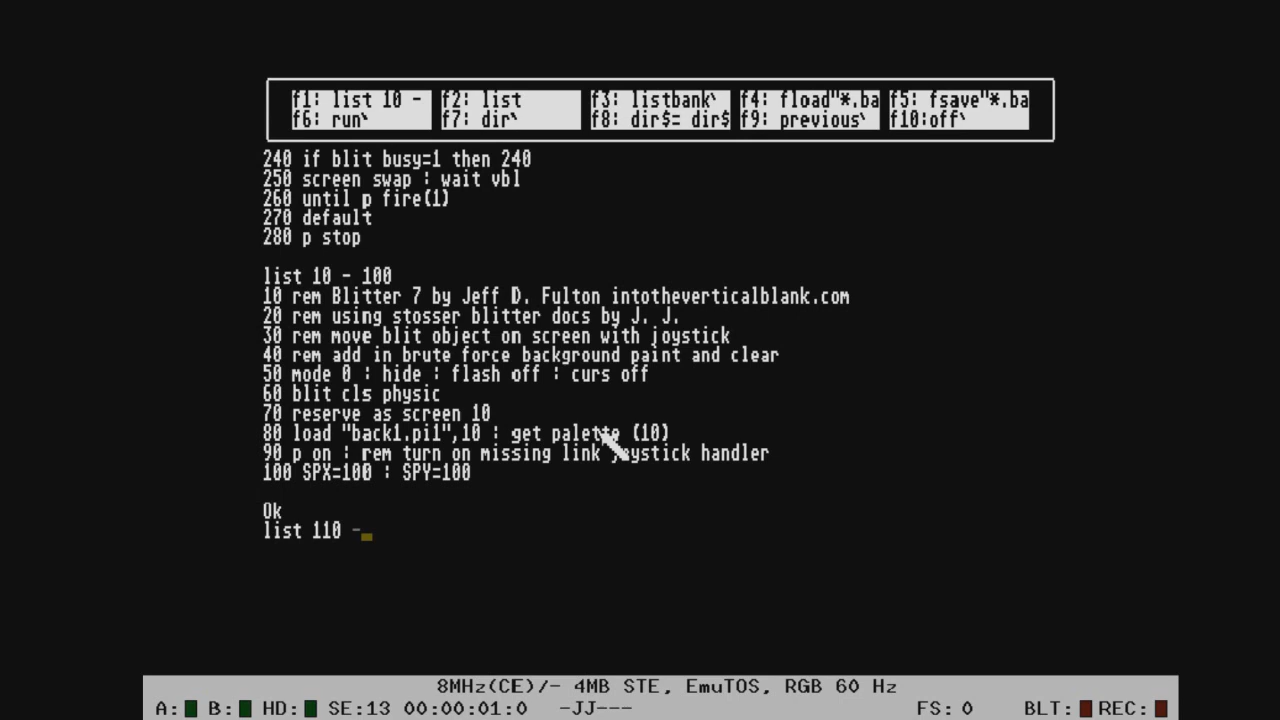 f1: list 10 - f2: list f3: listbank` f4: fload"*.ba f5: fsave"*.ba
f6: run` f7: dir` f8: dir$= dir$ f9: previous` f10:off`
240 if blit busy=1 then 240
250 screen swap : wait vbl
260 until p fire(1)
270 default
280 p stop
list 10 - 100
10 rem Blitter 7 by Jeff D. Fulton intotheverticalblank.com
20 rem using stosser blitter docs by J. J.
30 rem move blit object on screen with joystick
40 rem add in brute force background paint and clear
50 mode 0 : hide : flash off : curs off
60 blit cls physic
70 reserve as screen 10
80 load "back1.pi1",10 : get palette (10)
90 p on : rem turn on missing link joystick handler
100 SPX=100 : SPY=100
Ok
list 110 -
8MHz(CE)/- 4MB STE, EmuTOS, RGB 60 Hz
A: B: HD: SE:13 00:00:01:0 -JJ--- FS: 0 BLT: REC: